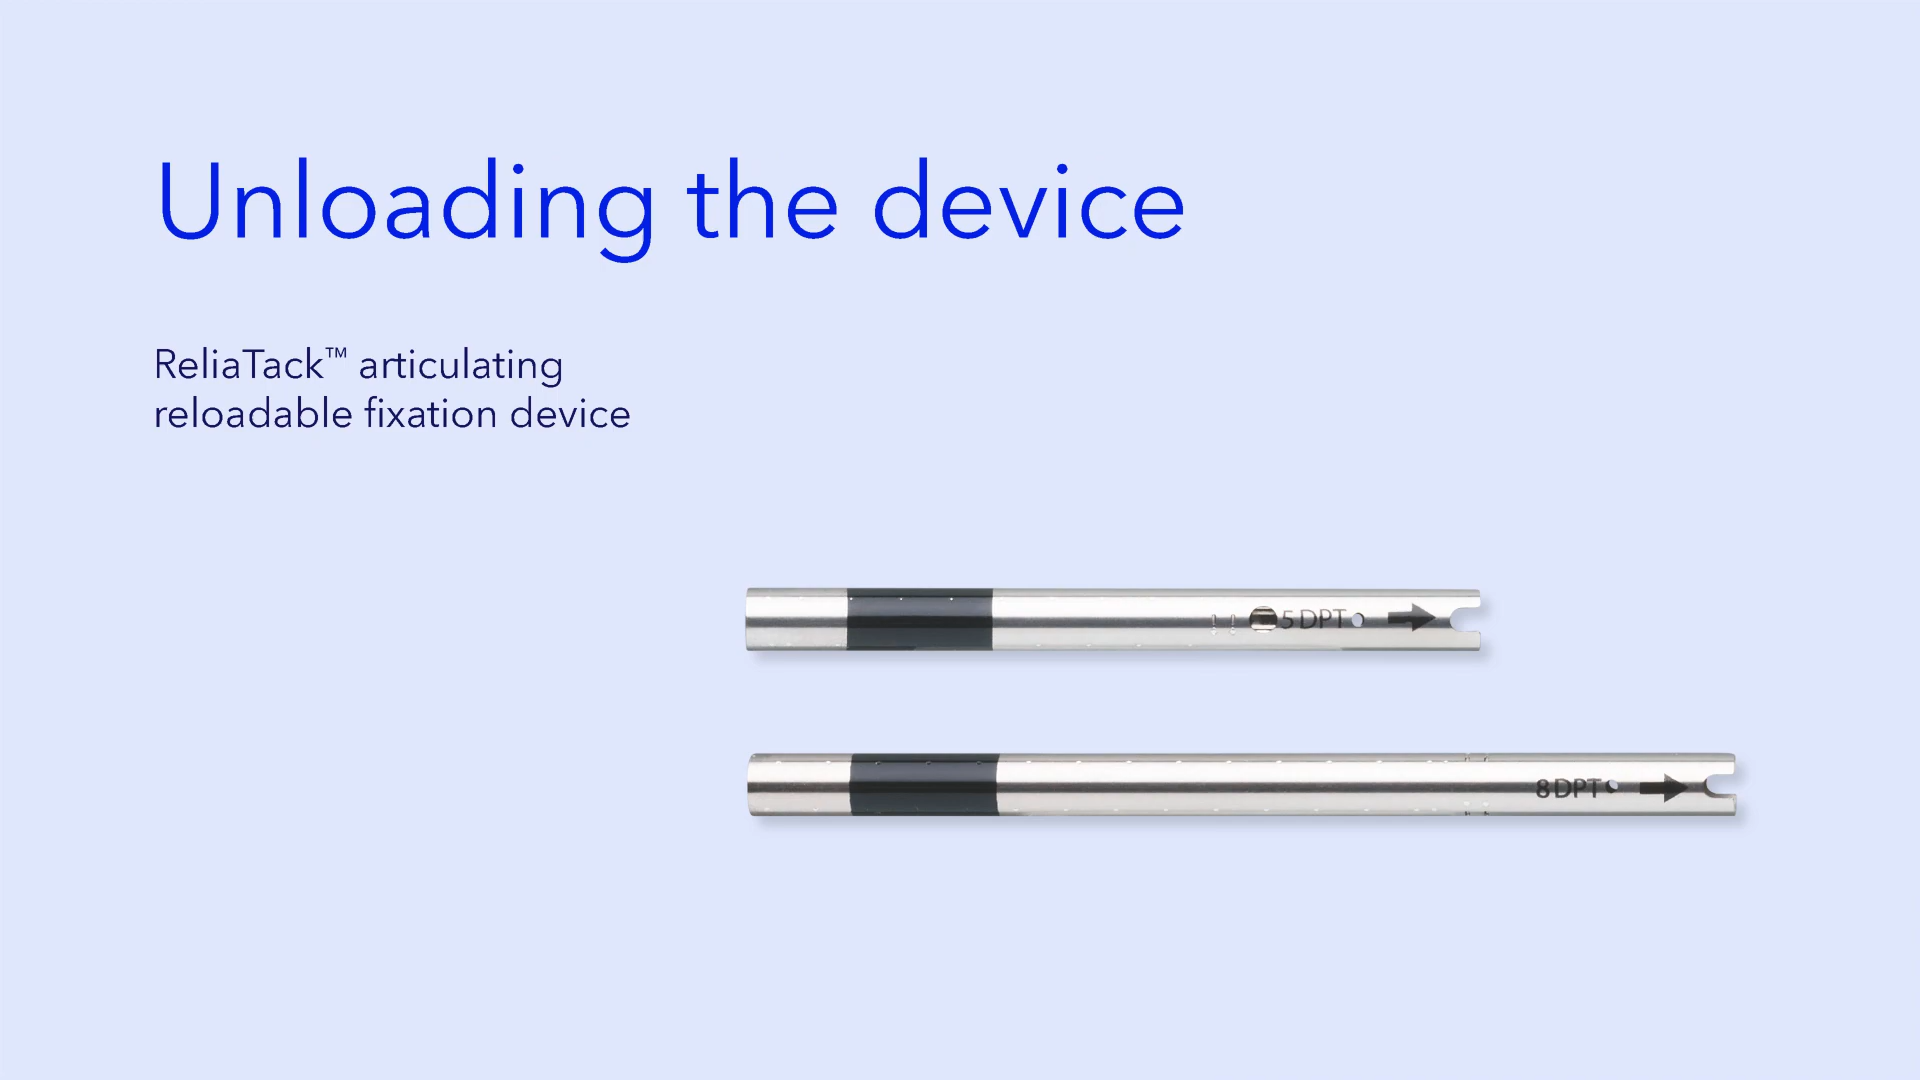 Unloading the device
ReliaTack™ articulating
reloadable fixation device
5 DPT
8 DPT